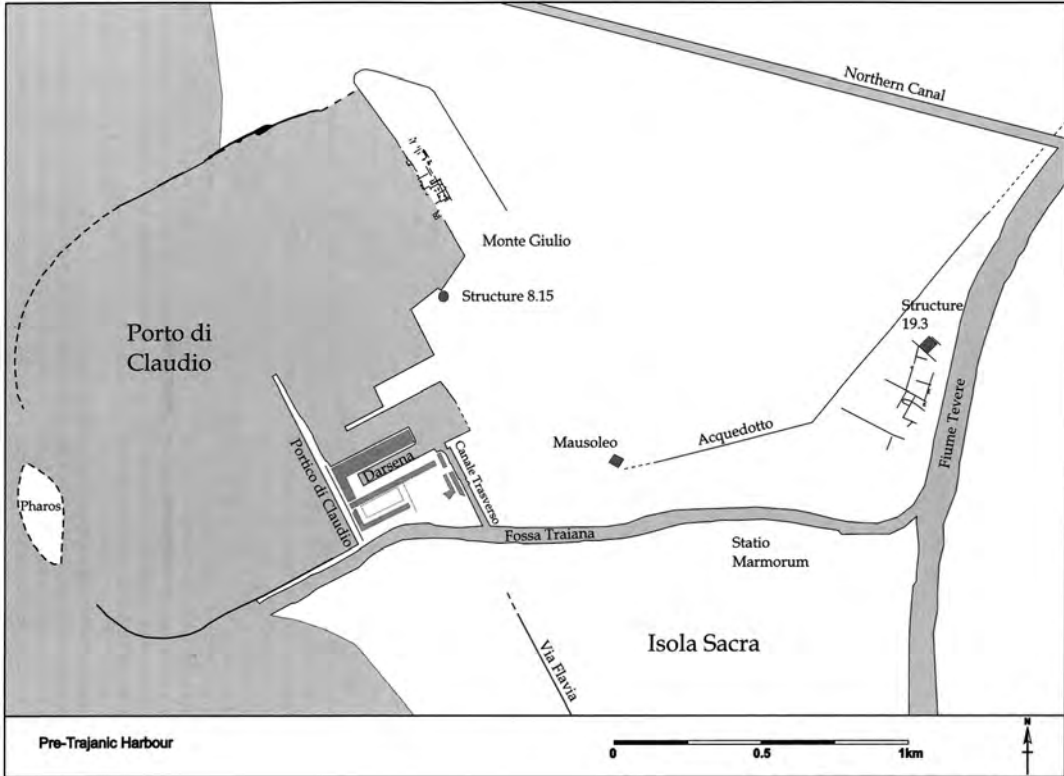 Northern Canal
Monte Giulio
Structure 8.15
Structure
19.3
Porto di
Claudio
Portico di Claudio
Darsena
Canale Trasverso
Mausoleo
Acquedotto
Fiume Tevere
Pharos
Fossa Traiana
Statio
Marmorum
Isola Sacra
Via Flavia
Pre-Trajanic Harbour
0 0.5 1km
N